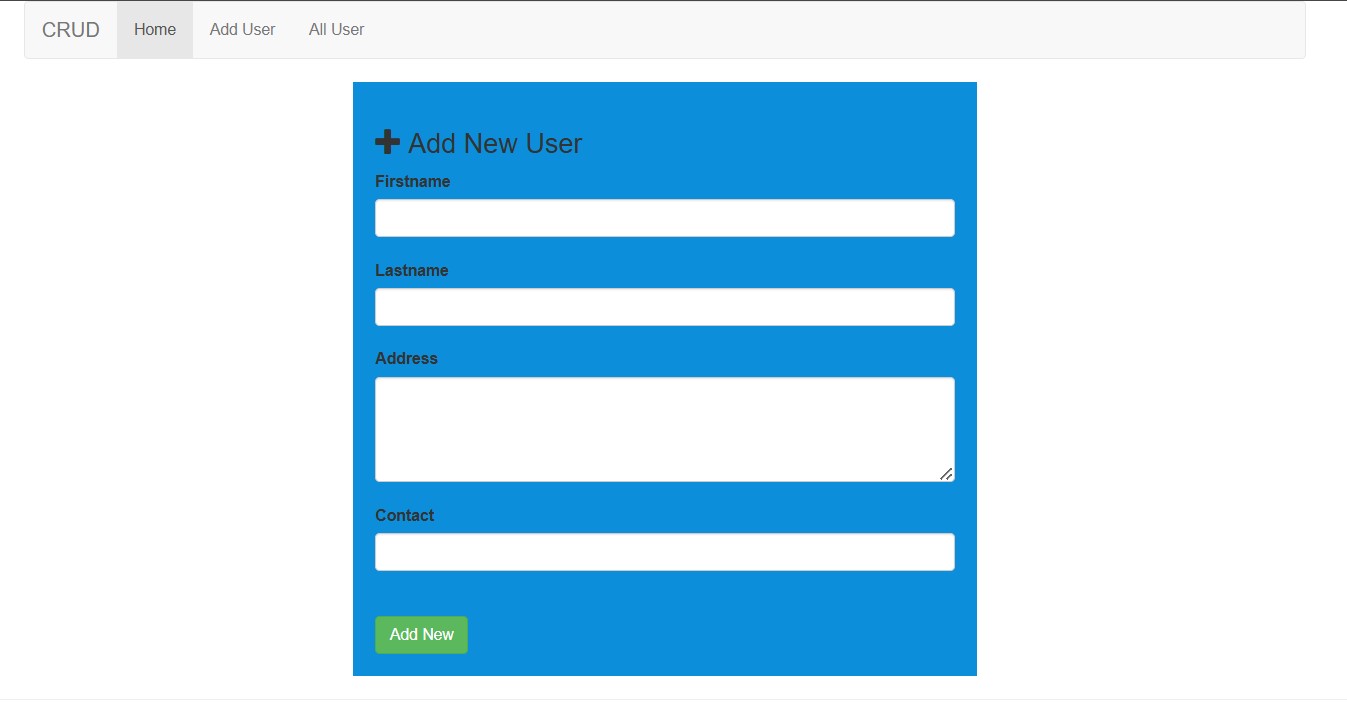 CRUD Home Add User All User
Add New User
Firstname
Lastname
Address
Contact
Add New